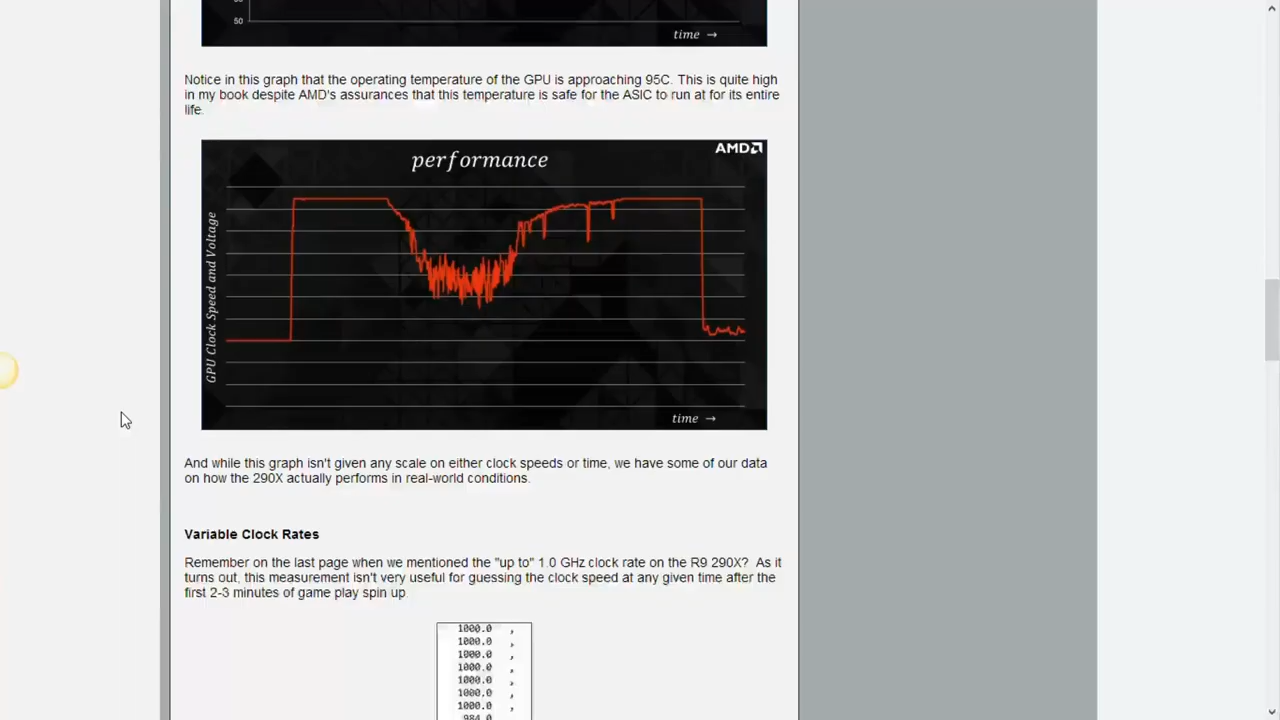 50
time →
Notice in this graph that the operating temperature of the GPU is approaching 95C. This is quite high
in my book despite AMD's assurances that this temperature is safe for the ASIC to run at for its entire
life.
AMD
performance
GPU Clock Speed and Voltage
time →
And while this graph isn't given any scale on either clock speeds or time, we have some of our data
on how the 290X actually performs in real-world conditions.
Variable Clock Rates
Remember on the last page when we mentioned the "up to" 1.0 GHz clock rate on the R9 290X? As it
turns out, this measurement isn't very useful for guessing the clock speed at any given time after the
first 2-3 minutes of game play spin up.
1000.0 ,
1000.0 ,
1000.0 ,
1000.0 ,
1000.0 ,
1000.0 ,
1000.0 ,
984.0